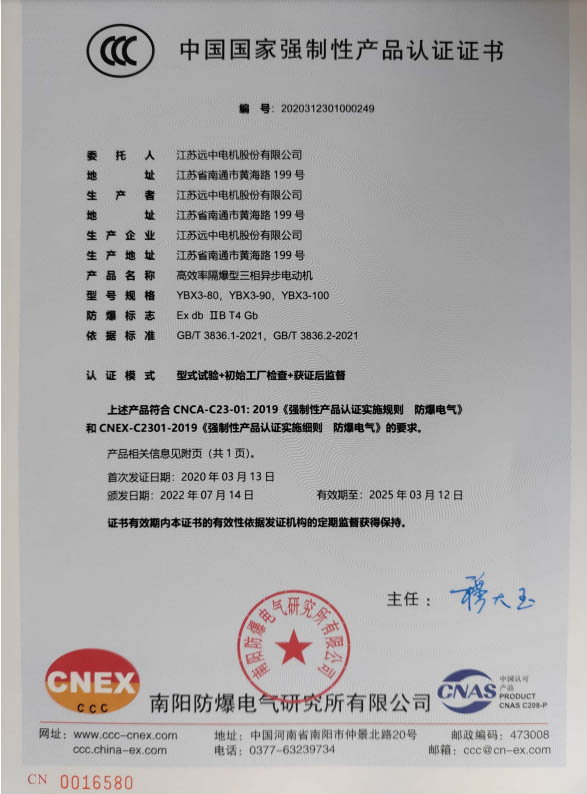 CCC
中国国家强制性产品认证证书
编 号：2020312301000249
委 托 人 江苏远中电机股份有限公司
地 址 江苏省南通市黄海路 199 号
生 产 者 江苏远中电机股份有限公司
地 址 江苏省南通市黄海路 199 号
生 产 企 业 江苏远中电机股份有限公司
生 产 地 址 江苏省南通市黄海路 199 号
产 品 名 称 高效率隔爆型三相异步电动机
型 号 规 格 YBX3-80，YBX3-90，YBX3-100
防 爆 标 志 Ex db ⅡB T4 Gb
依 据 标 准 GB/T 3836.1-2021，GB/T 3836.2-2021
认 证 模 式 型式试验+初始工厂检查+获证后监督
上述产品符合 CNCA-C23-01: 2019《强制性产品认证实施规则 防爆电气》
和 CNEX-C2301-2019《强制性产品认证实施细则 防爆电气》的要求。
产品相关信息见附页（共 1 页）。
首次发证日期：2020 年 03 月 13 日
颁发日期：2022 年 07 月 14 日 有效期至：2025 年 03 月 12 日
证书有效期内本证书的有效性依据发证机构的定期监督获得保持。
主任： 穆大玉
南阳防爆电气研究所有限公司
CNEX
CCC
南阳防爆电气研究所有限公司
CNAS
中国认可
产品
PRODUCT
CNAS C208-P
网址：www.ccc-cnex.com 地址：中国河南省南阳市仲景北路20号 邮政编码：473008
ccc.china-ex.com 电话：0377-63239734 邮箱：ccc@cn-ex.com
CN 0016580